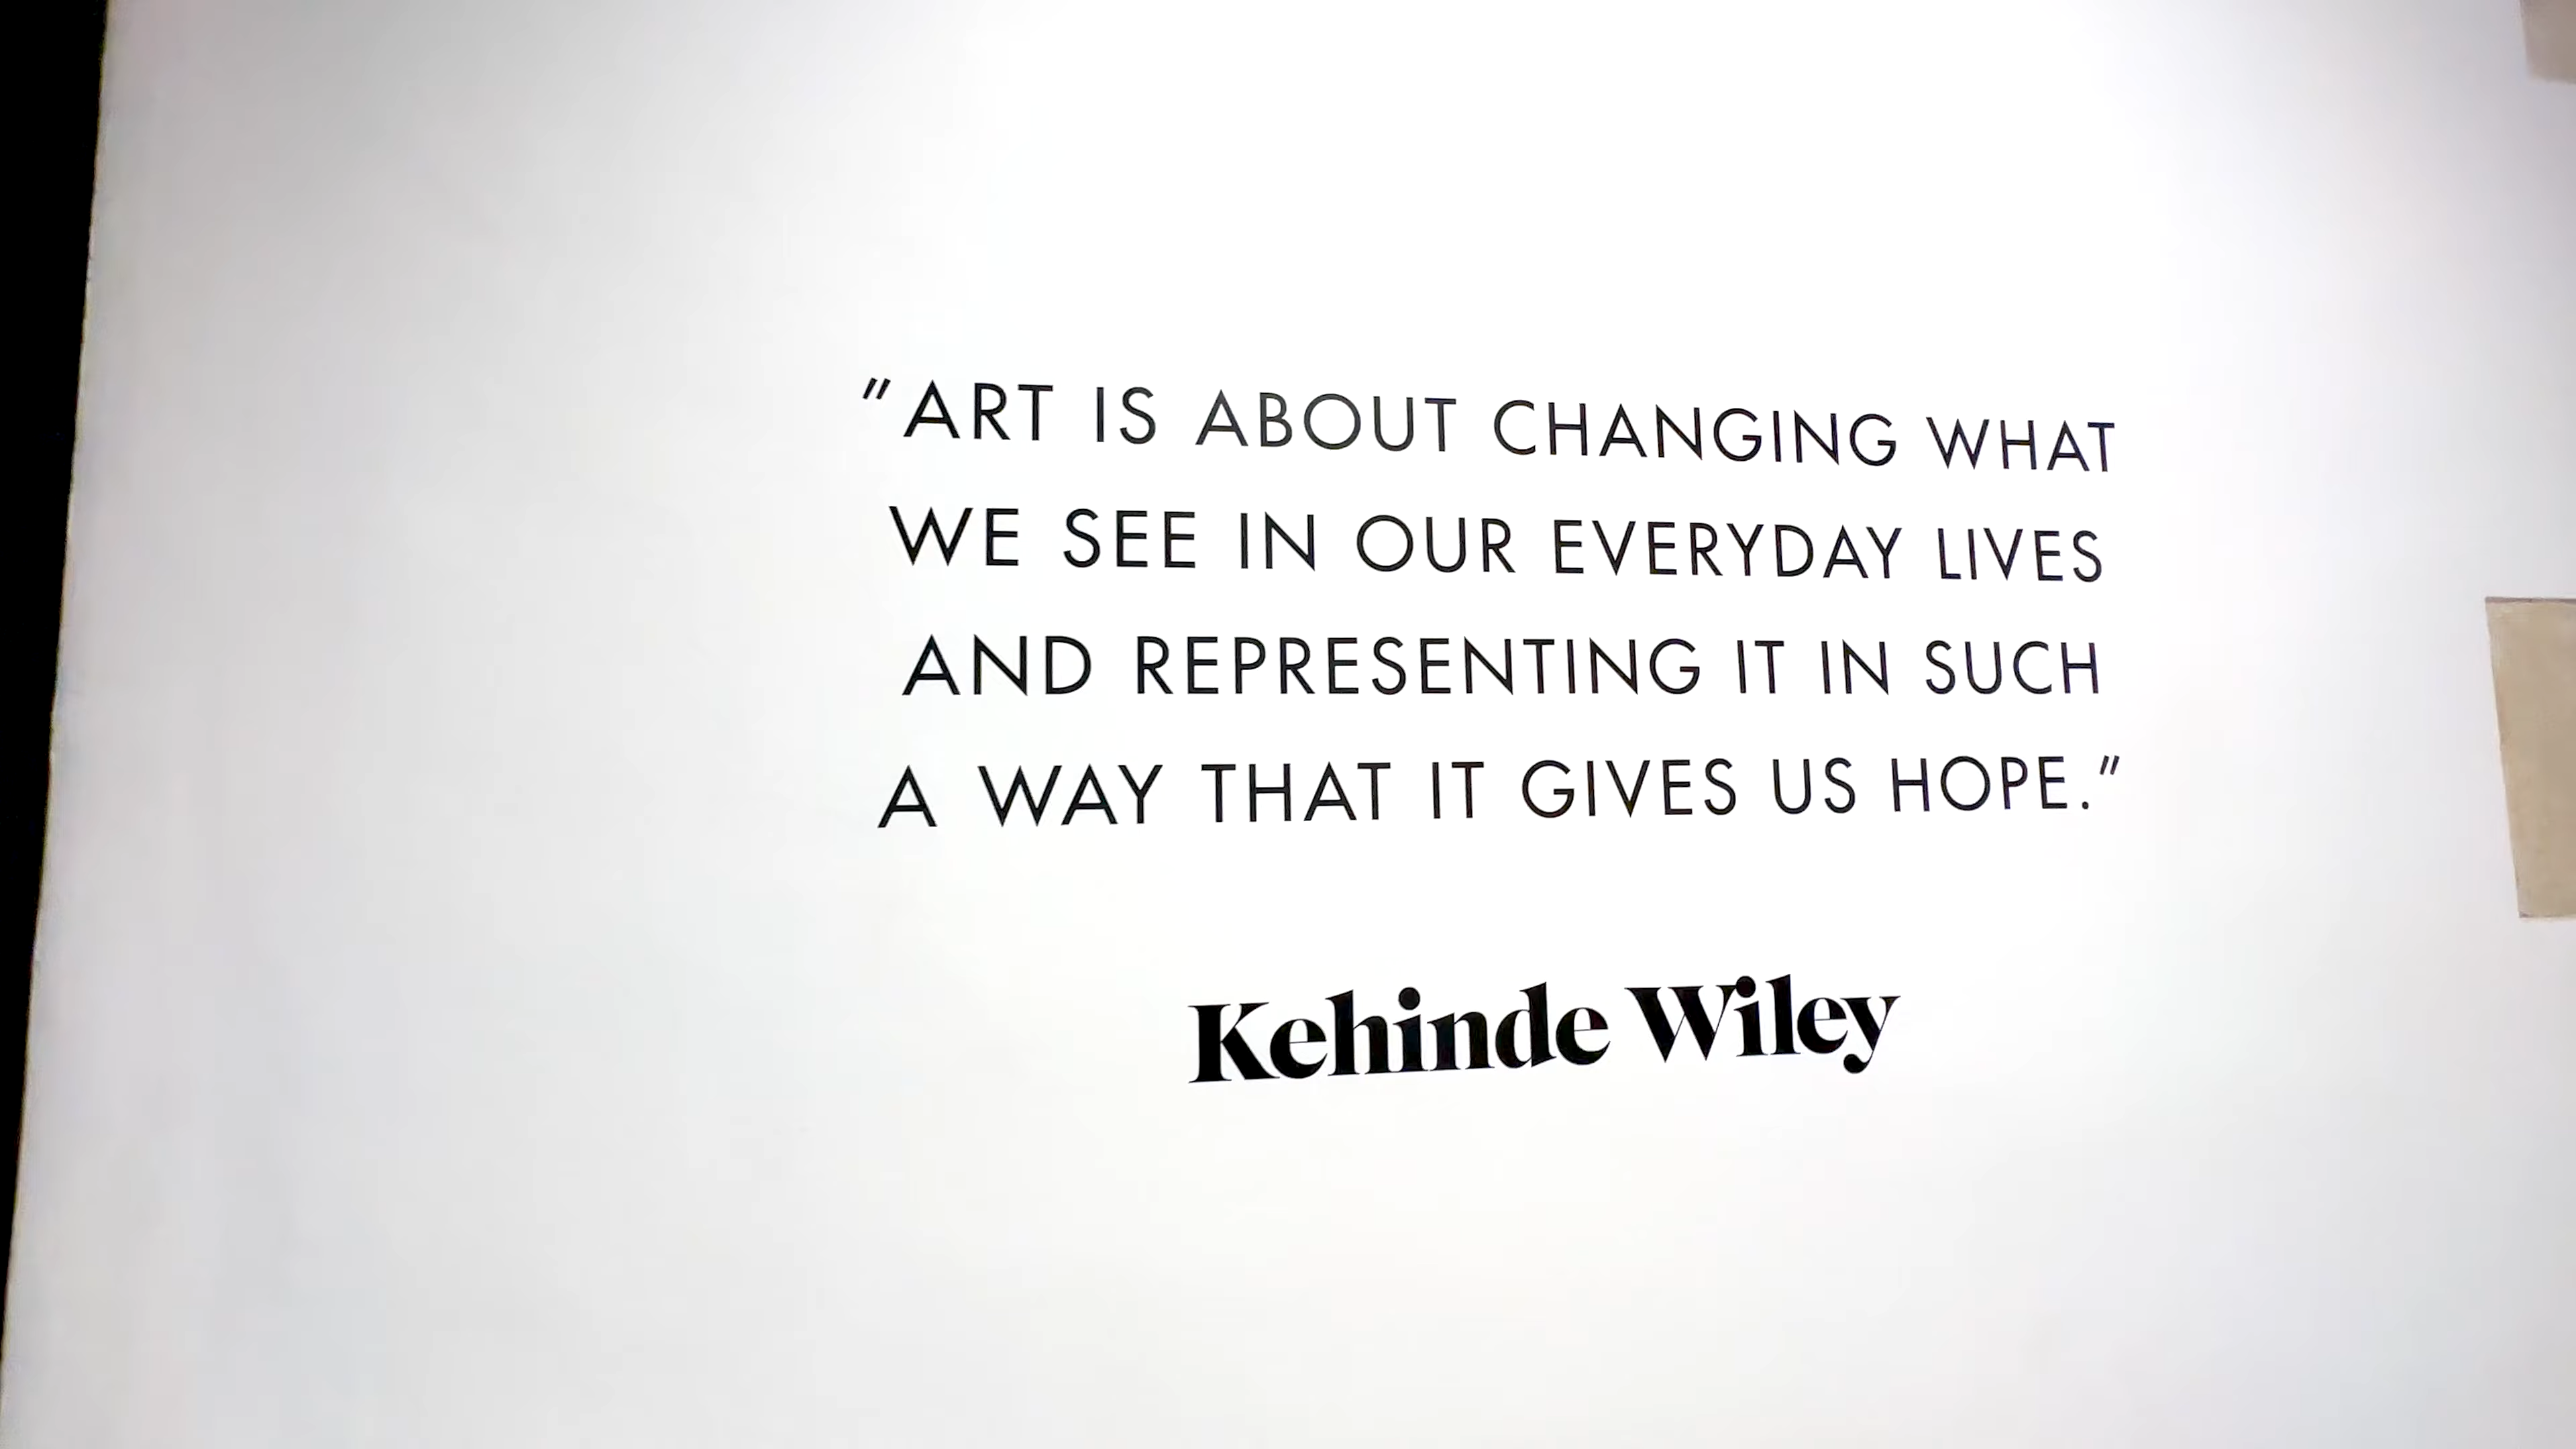 "ART IS ABOUT CHANGING WHAT
WE SEE IN OUR EVERYDAY LIVES
AND REPRESENTING IT IN SUCH
A WAY THAT IT GIVES US HOPE."
Kehinde Wiley